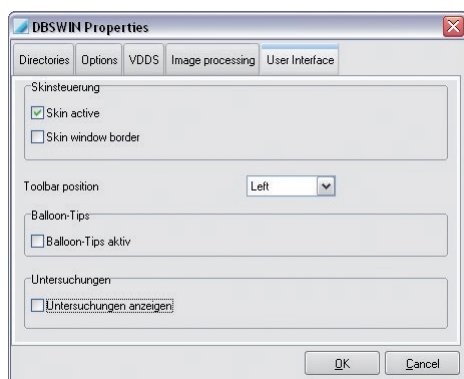 DBSWIN Properties
Directories Options VDDS Image processing User Interface
Skinsteuerung
Skin active
Skin window border
Toolbar position Left
Balloon-Tips
Balloon-Tips aktiv
Untersuchungen
Untersuchungen anzeigen
OK Cancel